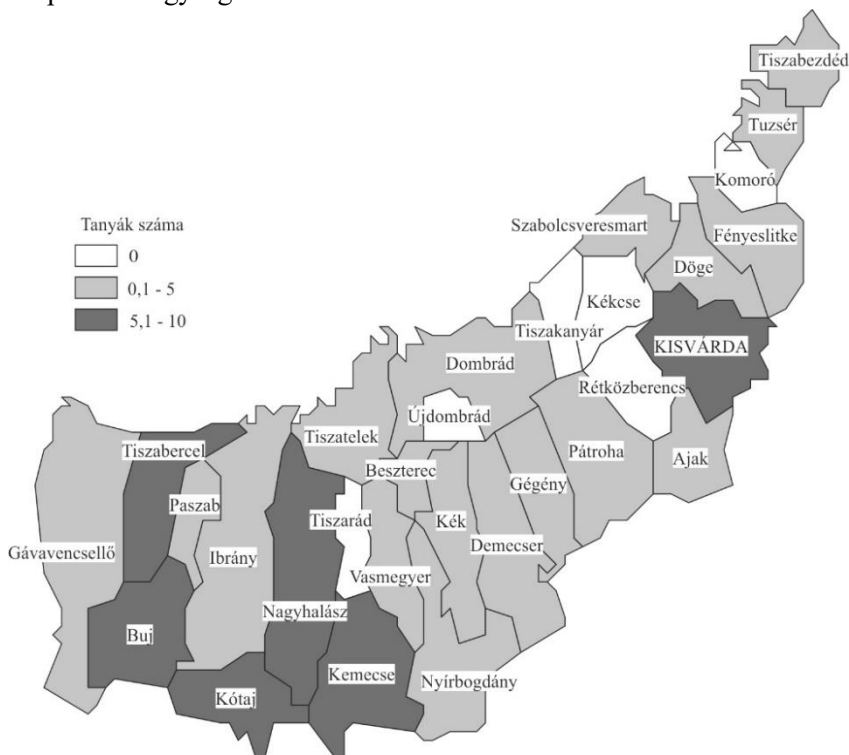 Tiszabezdéd
Tuzsér
Komoró
Szabolcsveresmart
Fényeslitke
Döge
Tanyák száma
0
0,1 - 5
5,1 - 10
Kékcse
Tiszakanyár
KISVÁRDA
Dombrád
Rétközberencs
Újdombrád
Tiszatelek
Tiszabercel
Pátroha
Ajak
Beszterec
Gégény
Paszab
Tiszarád
Kék
Demecser
Gávavencsellő
Ibrány
Vasmegyer
Nagyhalász
Buj
Kemecse
Nyírbogdány
Kótaj